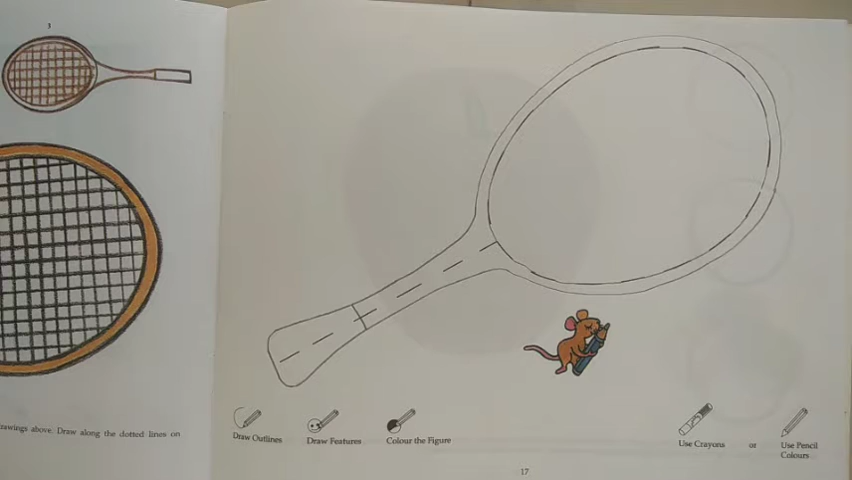 3
rawings above. Draw along the dotted lines on
Draw Outlines
Draw Features
Colour the Figure
Use Crayons
or
Use Pencil
Colours
17